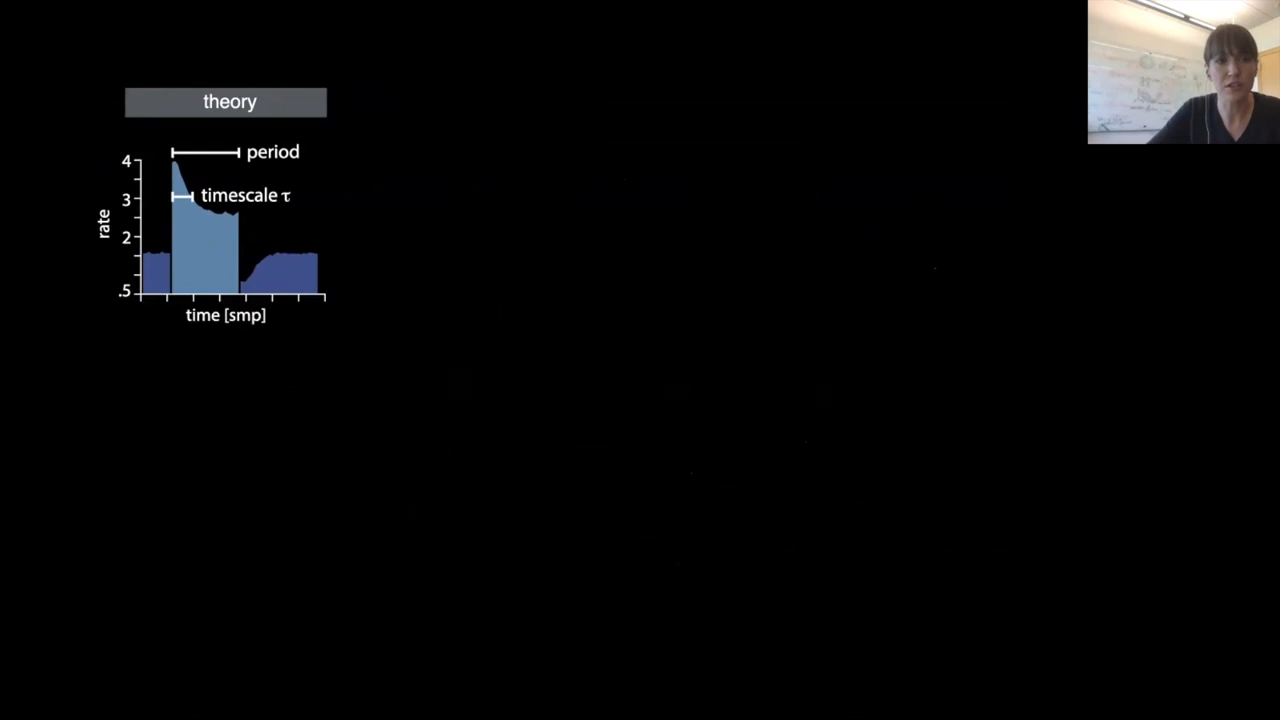 theory
period
timescale τ
4
3
2
.5
rate
time [smp]